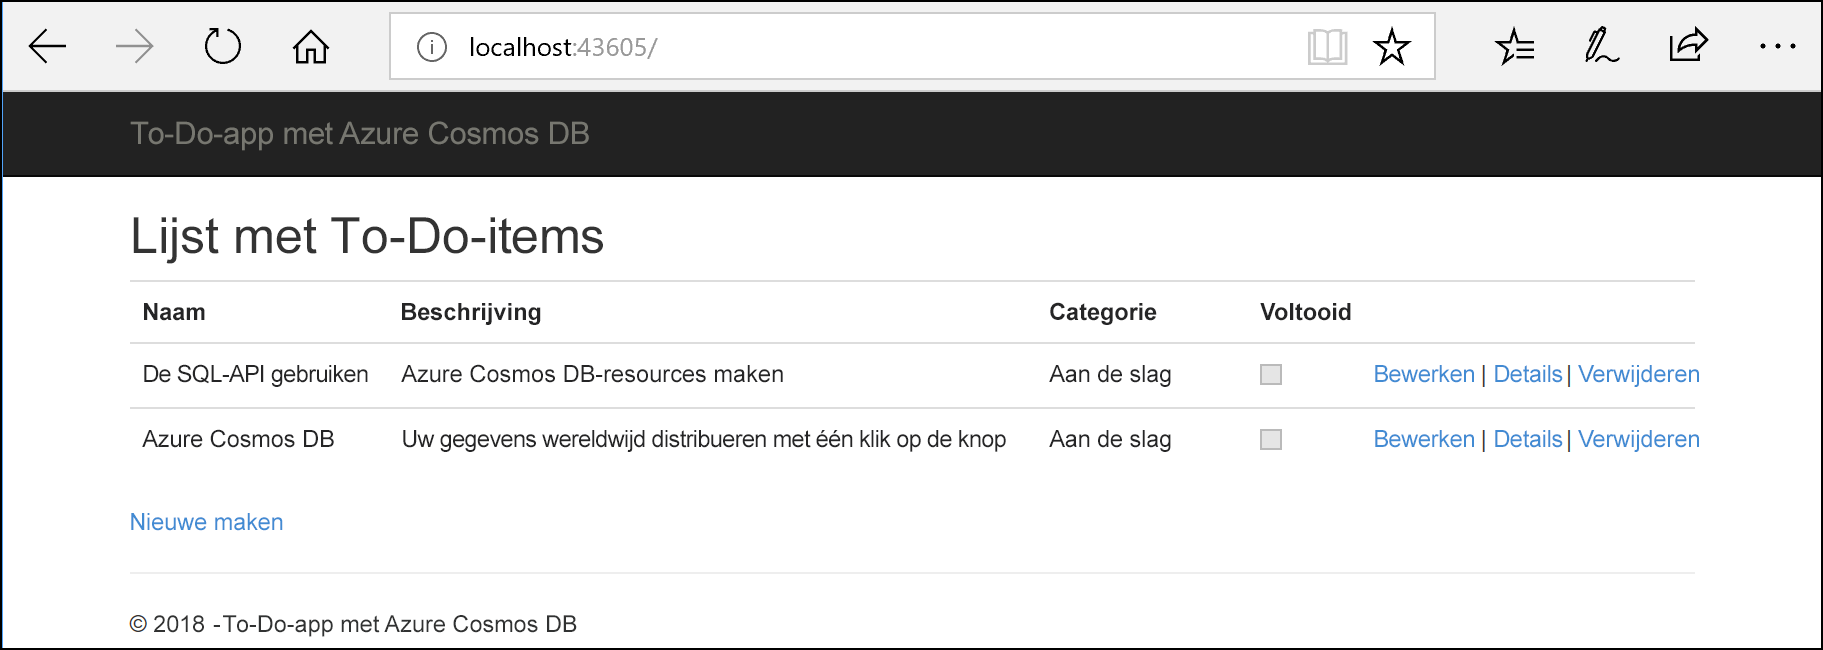 localhost:43605/
To-Do-app met Azure Cosmos DB
Lijst met To-Do-items
Naam Beschrijving Categorie Voltooid
De SQL-API gebruiken Azure Cosmos DB-resources maken Aan de slag Bewerken | Details | Verwijderen
Azure Cosmos DB Uw gegevens wereldwijd distribueren met één klik op de knop Aan de slag Bewerken | Details | Verwijderen
Nieuwe maken
© 2018 -To-Do-app met Azure Cosmos DB